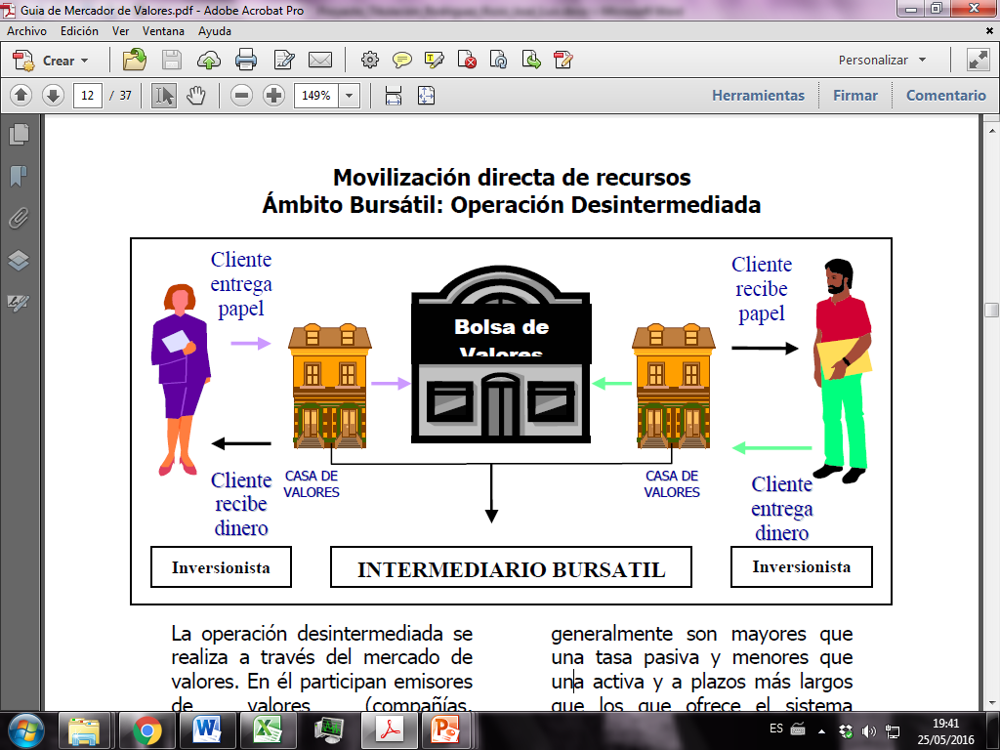 Guia de Mercador de Valores.pdf - Adobe Acrobat Pro
Archivo Edición Ver Ventana Ayuda
Crear
Personalizar
12 / 37
149%
Herramientas Firmar Comentario
Movilización directa de recursos
Ámbito Bursátil: Operación Desintermediada
Cliente
entrega
papel
Bolsa de
Valores
Cliente
recibe
papel
CASA DE
VALORES
CASA DE
VALORES
Cliente
recibe
dinero
Cliente
entrega
dinero
Inversionista
INTERMEDIARIO BURSATIL
Inversionista
La operación desintermediada se
realiza a través del mercado de
valores. En él participan emisores
de valores (compañías,
generalmente son mayores que
una tasa pasiva y menores que
una activa y a plazos más largos
que los que ofrece el sistema
ES
19:41
25/05/2016